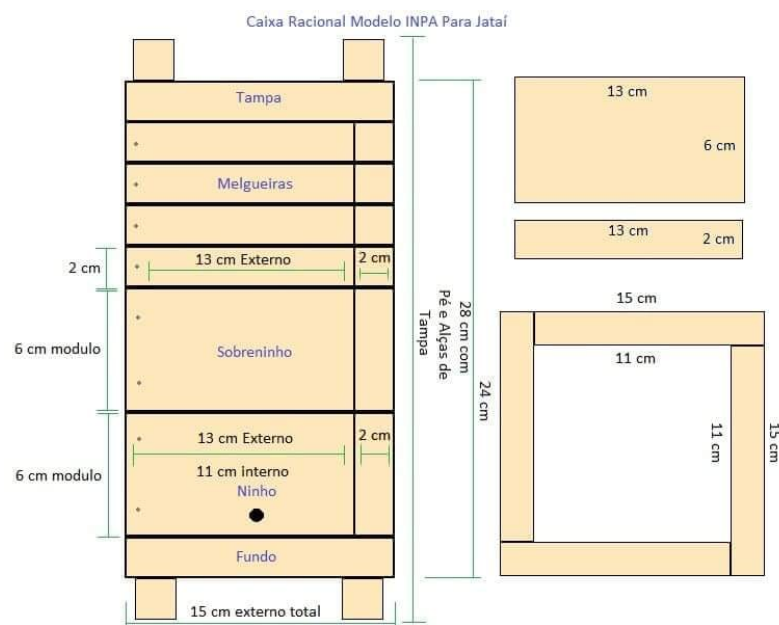 Caixa Racional Modelo INPA Para Jataí
Tampa
Melgueiras
2 cm
13 cm Externo
2 cm
6 cm modulo
Sobreninho
6 cm modulo
13 cm Externo
2 cm
11 cm interno
Ninho
Fundo
15 cm externo total
28 cm com
Pé e Alças de
Tampa
24 cm
13 cm
6 cm
13 cm
2 cm
15 cm
11 cm
11 cm
15 cm